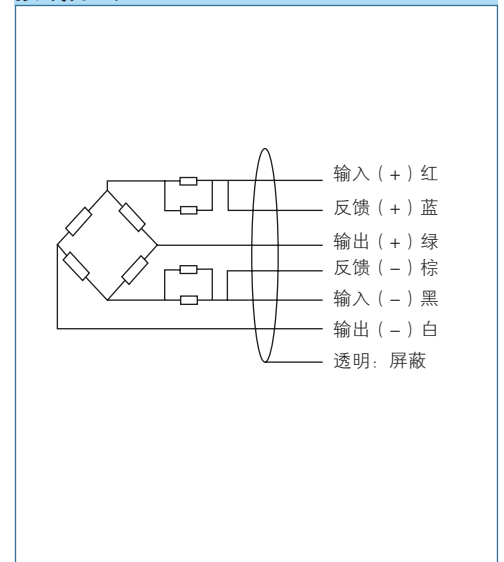 输入（+）红
反馈（+）蓝
输出（+）绿
反馈（-）棕
输入（-）黑
输出（-）白
透明：屏蔽